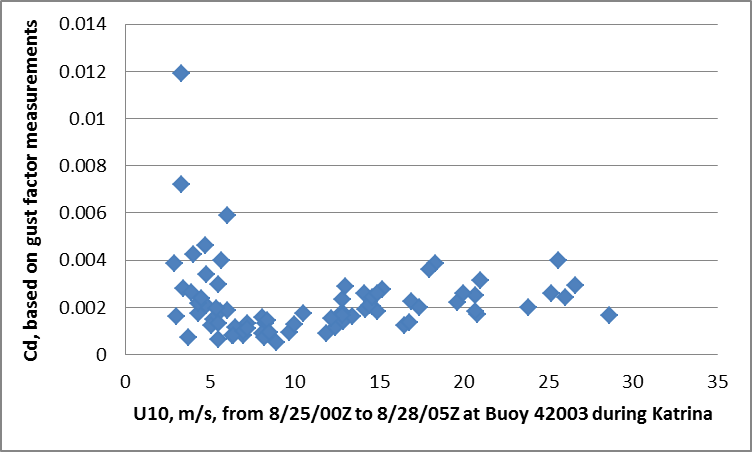 0.014
0.012
0.01
0.008
0.006
0.004
0.002
0
Cd, based on gust factor measurements
0 5 10 15 20 25 30 35
U10, m/s, from 8/25/00Z to 8/28/05Z at Buoy 42003 during Katrina